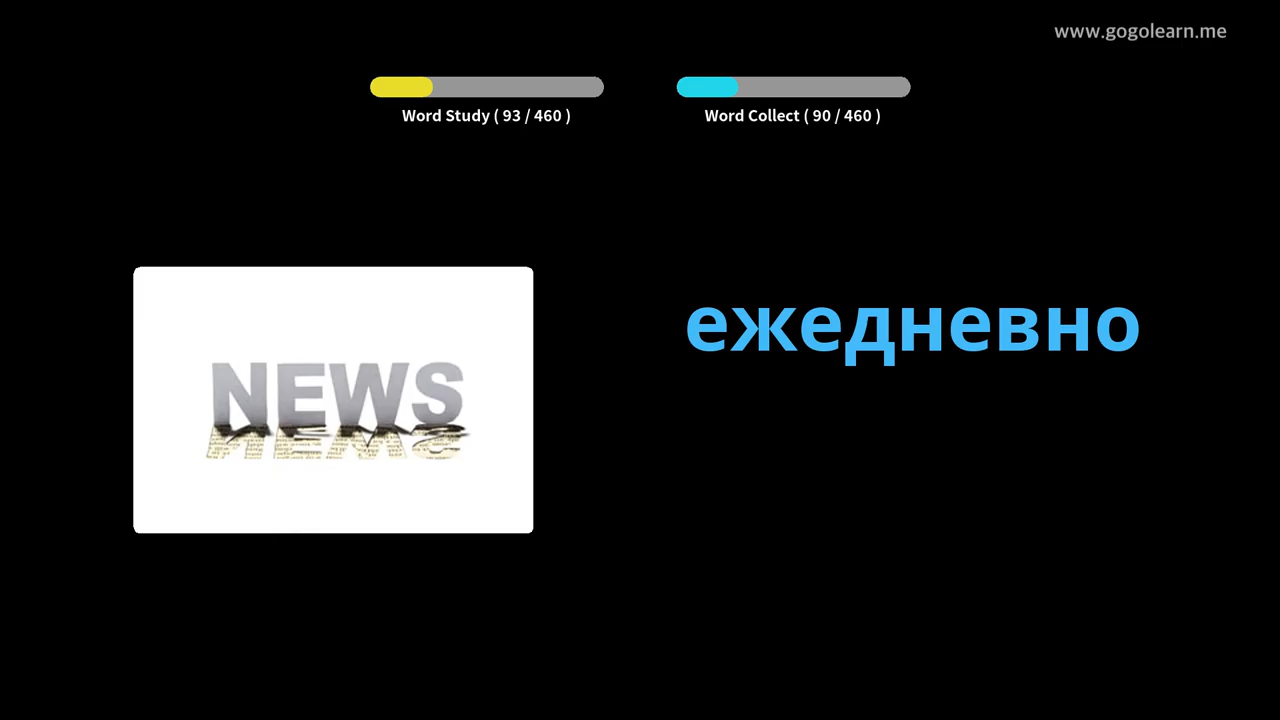 www.gogolearn.me
Word Study ( 93 / 460 )
Word Collect ( 90 / 460 )
ежедневно
NEWS